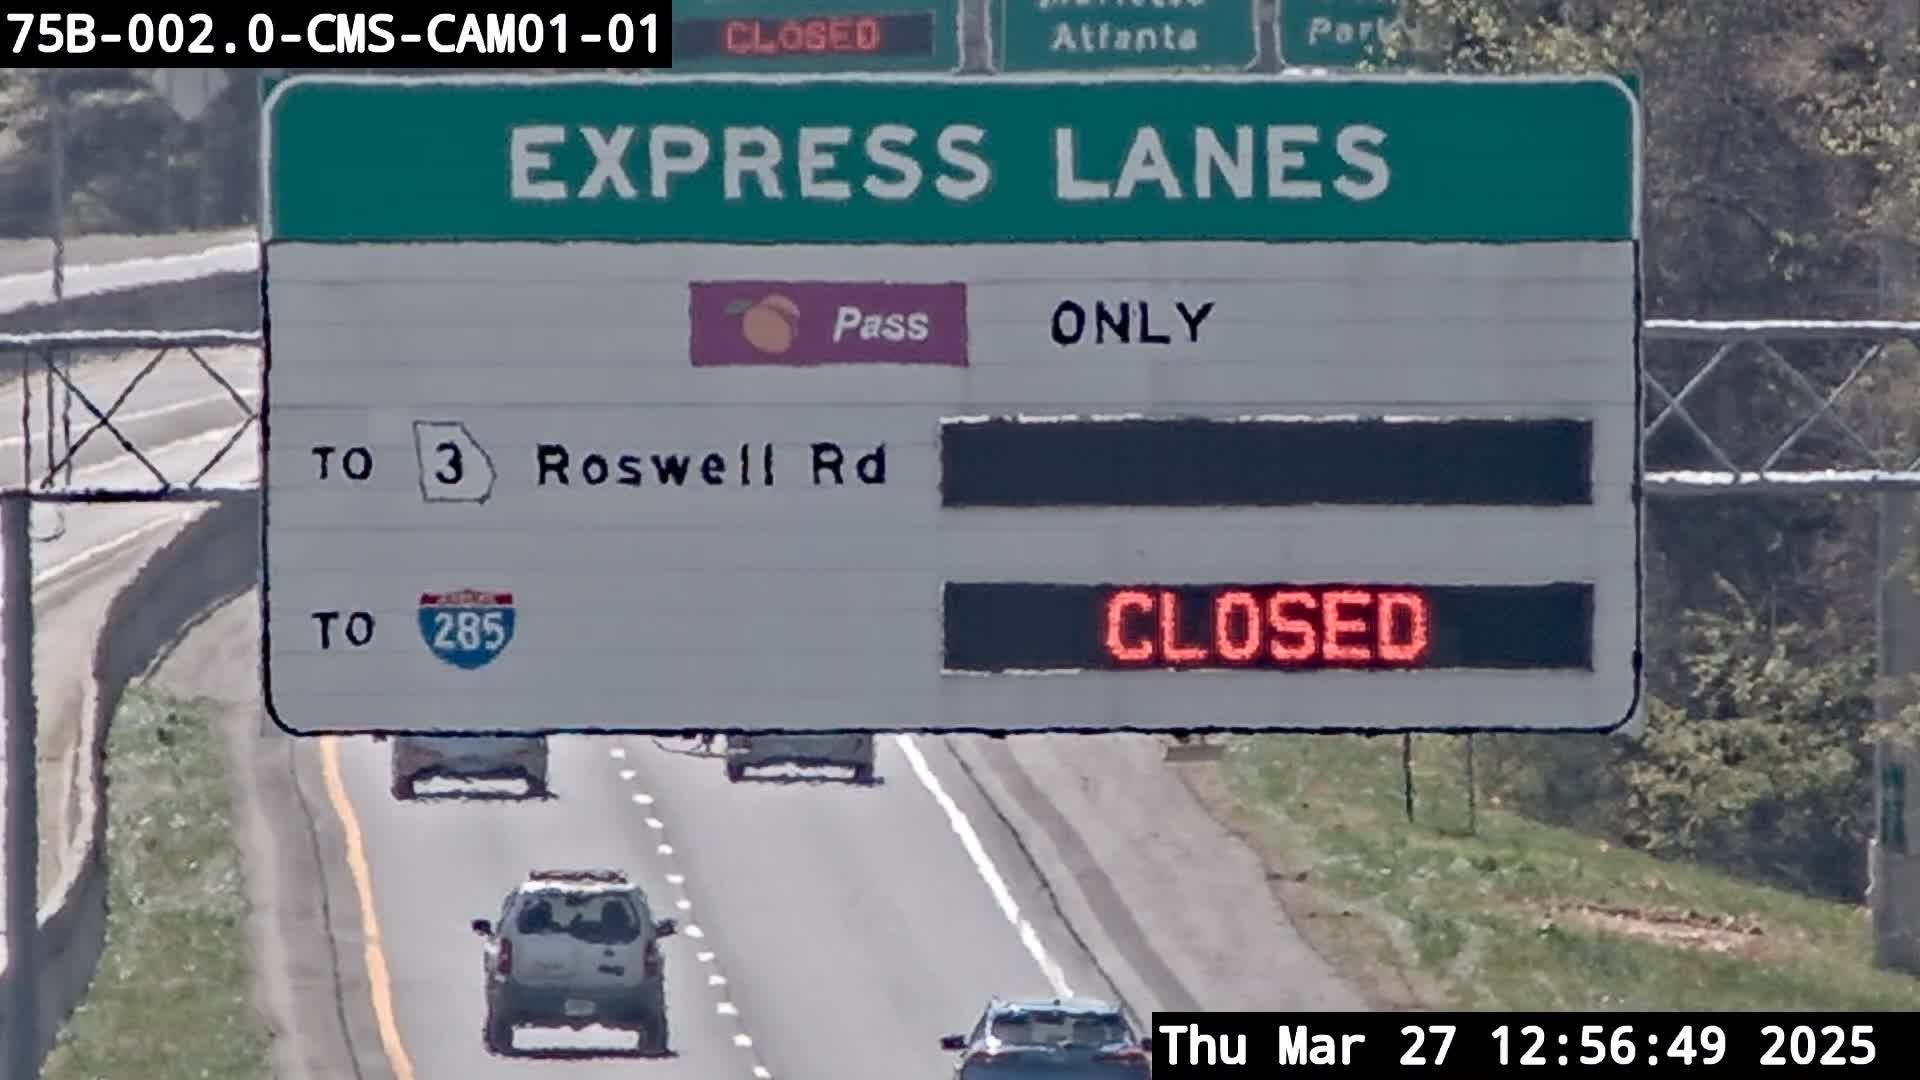 75B-002.0-CMS-CAM01-01
CLOSED
Atlanta
EXPRESS LANES
Pass ONLY
TO 3 Roswell Rd
TO 285 CLOSED
Thu Mar 27 12:56:49 2025